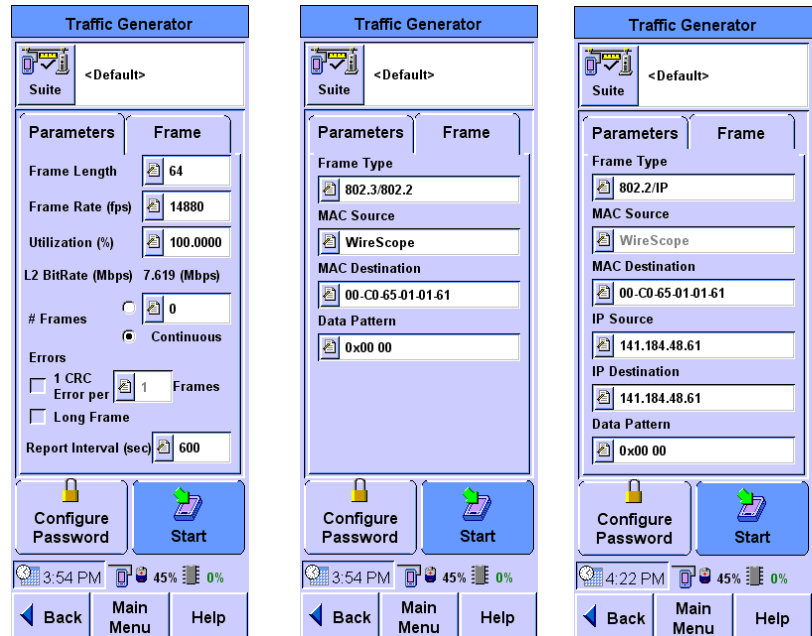 Traffic Generator
Suite
<Default>
Parameters Frame
Frame Length 64
Frame Rate (fps) 14880
Utilization (%) 100.0000
L2 BitRate (Mbps) 7.619 (Mbps)
# Frames 0
Continuous
Errors
1 CRC
Error per 1 Frames
Long Frame
Report Interval (sec) 600
Configure
Password
Start
3:54 PM 45% 0%
Back
Main
Menu
Help
Traffic Generator
Suite
<Default>
Parameters Frame
Frame Type
802.3/802.2
MAC Source
WireScope
MAC Destination
00-C0-65-01-01-61
Data Pattern
0x00 00
Configure
Password
Start
3:54 PM 45% 0%
Back
Main
Menu
Help
Traffic Generator
Suite
<Default>
Parameters Frame
Frame Type
802.2/IP
MAC Source
WireScope
MAC Destination
00-C0-65-01-01-61
IP Source
141.184.48.61
IP Destination
141.184.48.61
Data Pattern
0x00 00
Configure
Password
Start
4:22 PM 45% 0%
Back
Main
Menu
Help